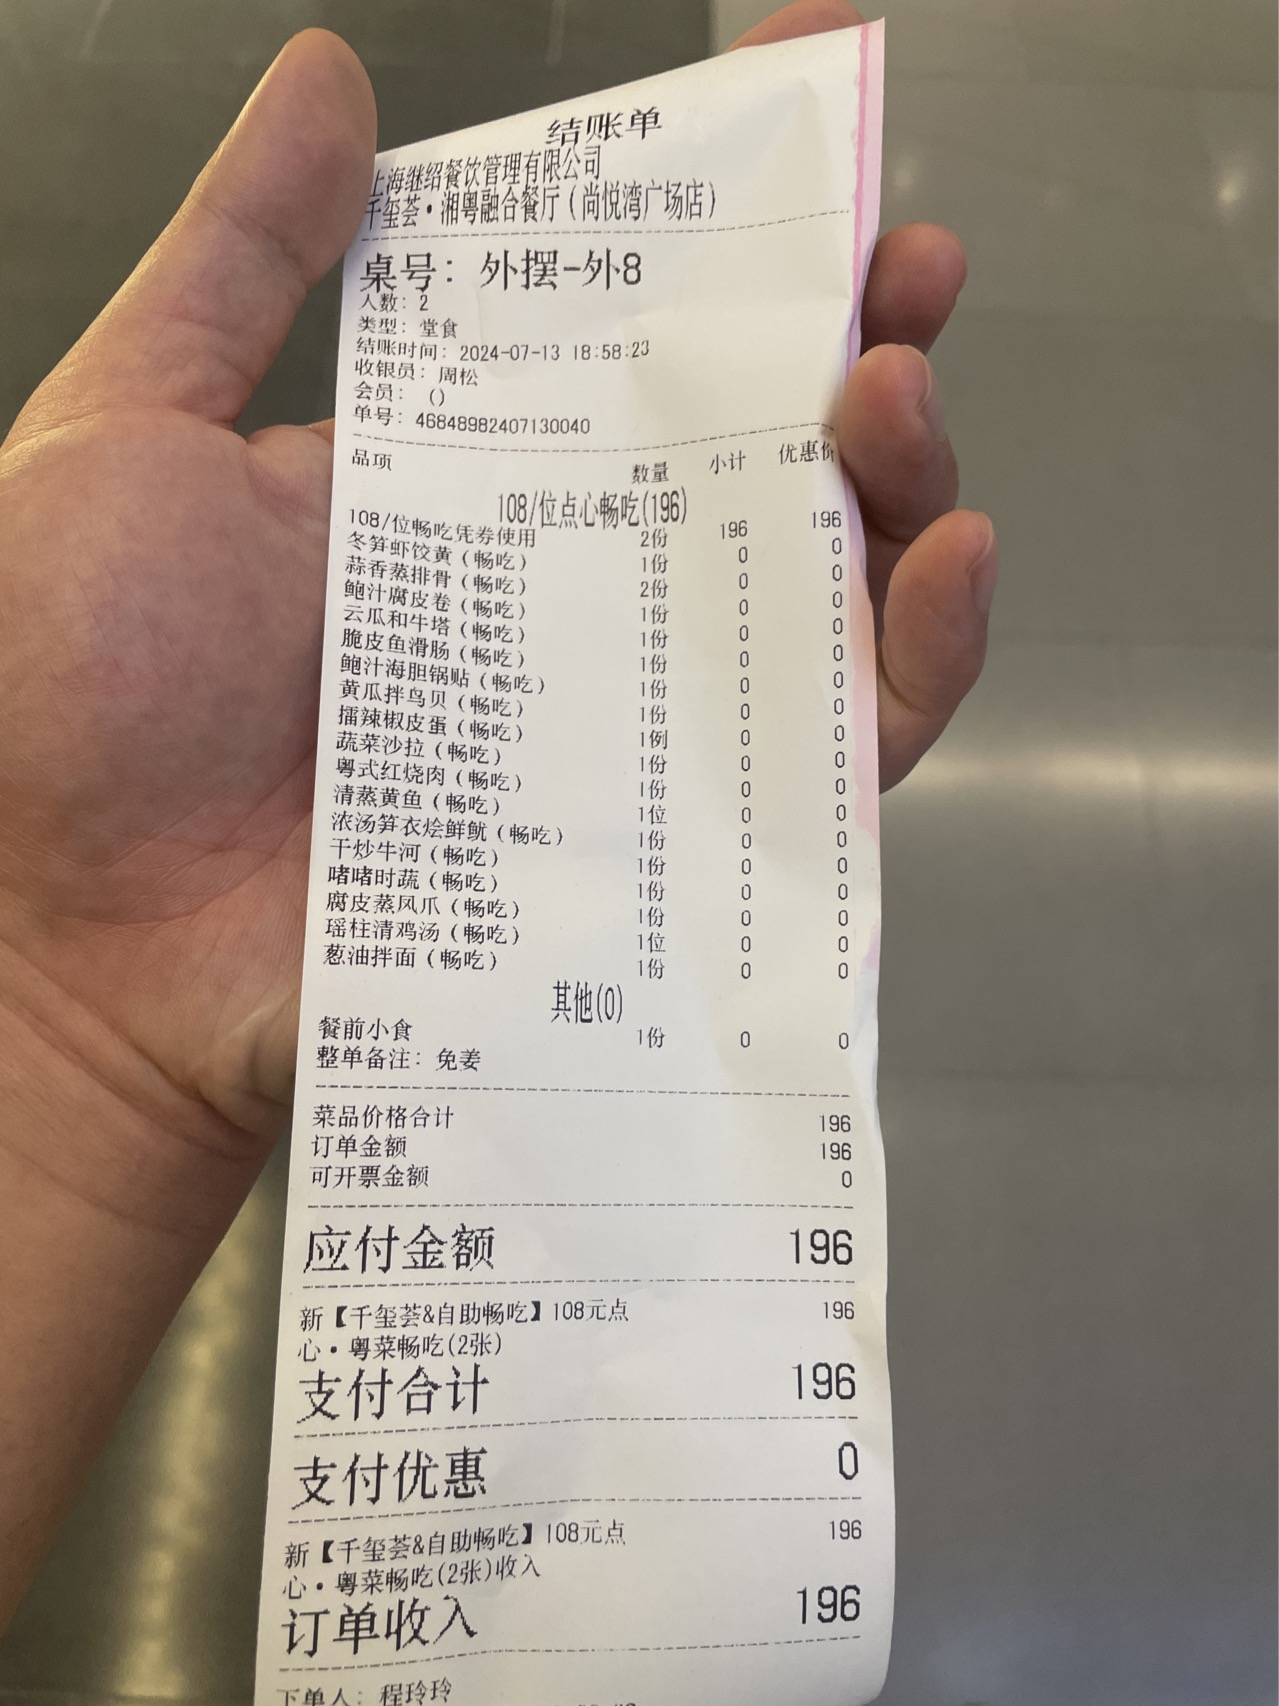 结账单
上海继绍餐饮管理有限公司
千玺荟·湘粤融合餐厅(尚悦湾广场店)
桌号: 外摆-外8
人数: 2
类型: 堂食
结账时间: 2024-07-13 18:58:23
收银员: 周松
会员: ()
单号: 46848982407130040
品项 数量 小计 优惠价
108/位点心畅吃(196)
108/位畅吃凭券使用 2份 196 196
冬笋虾饺黄(畅吃) 1份 0 0
蒜香蒸排骨(畅吃) 2份 0 0
鲍汁腐皮卷(畅吃) 1份 0 0
云瓜和牛塔(畅吃) 1份 0 0
脆皮鱼滑肠(畅吃) 1份 0 0
鲍汁海胆锅贴(畅吃) 1份 0 0
黄瓜拌鸟贝(畅吃) 1份 0 0
擂辣椒皮蛋(畅吃) 1例 0 0
蔬菜沙拉(畅吃) 1份 0 0
粤式红烧肉(畅吃) 1份 0 0
清蒸黄鱼(畅吃) 1位 0 0
浓汤笋衣烩鲜鱿(畅吃) 1份 0 0
干炒牛河(畅吃) 1份 0 0
啫啫时蔬(畅吃) 1份 0 0
腐皮蒸凤爪(畅吃) 1份 0 0
瑶柱清鸡汤(畅吃) 1位 0 0
葱油拌面(畅吃) 1份 0 0
其他(0)
餐前小食 1份 0 0
整单备注: 免姜
菜品价格合计 196
订单金额 196
可开票金额 0
应付金额 196
新【千玺荟&自助畅吃】108元点 196
心·粤菜畅吃(2张)
支付合计 196
支付优惠 0
新【千玺荟&自助畅吃】108元点 196
心·粤菜畅吃(2张)收入
订单收入 196
下单人: 程玲玲